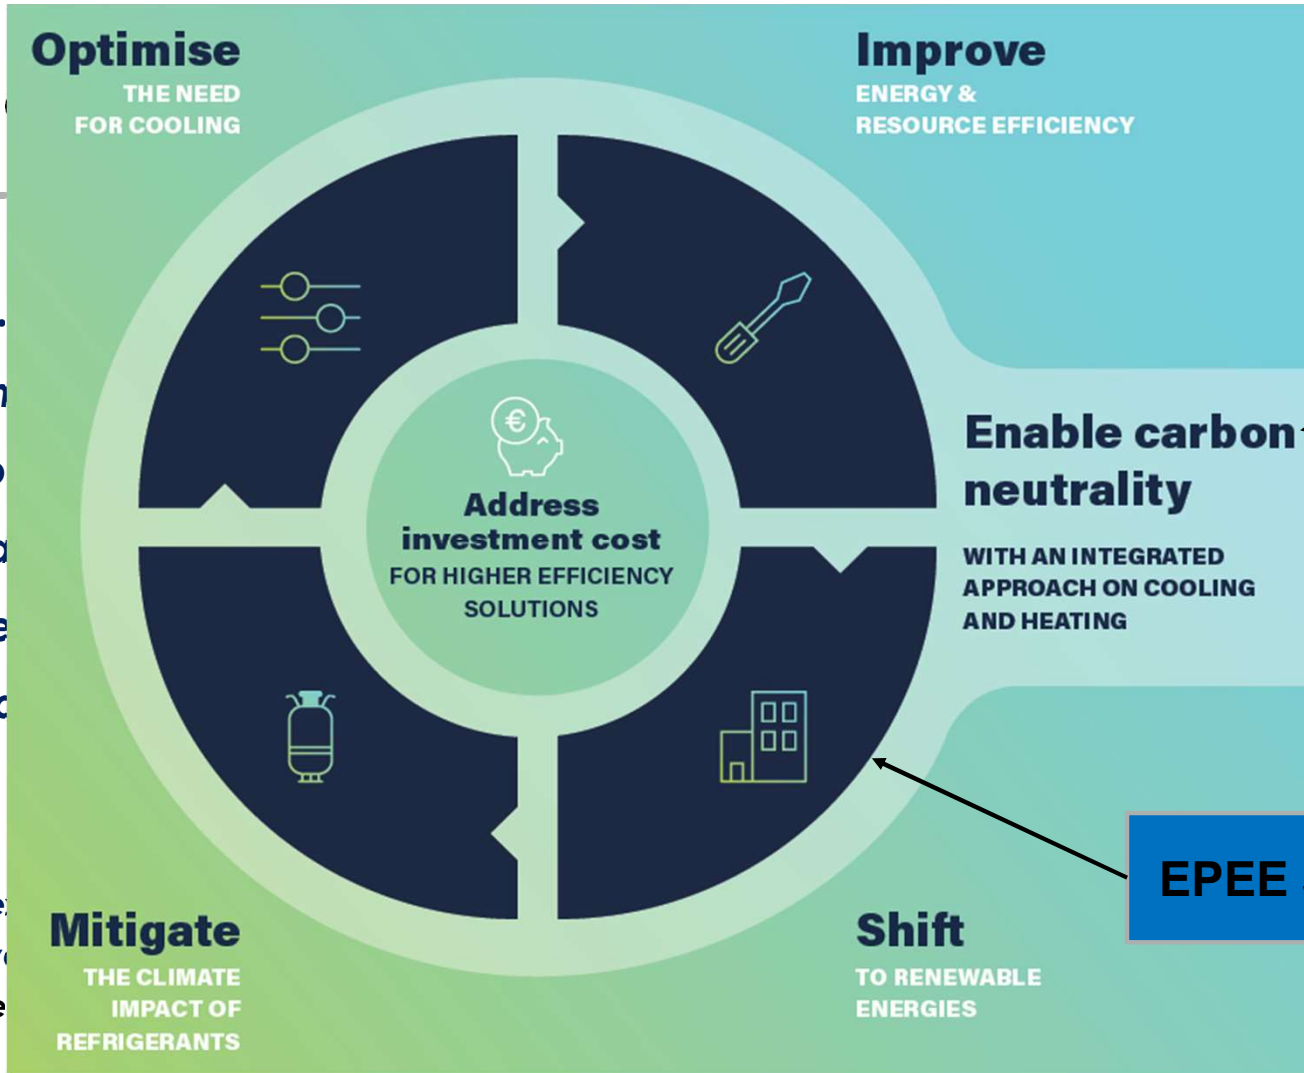 Optimise
THE NEED
FOR COOLING
Improve
ENERGY &
RESOURCE EFFICIENCY
€
Address
investment cost
FOR HIGHER EFFICIENCY
SOLUTIONS
Enable carbon
neutrality
WITH AN INTEGRATED
APPROACH ON COOLING
AND HEATING
EPEE
Mitigate
THE CLIMATE
IMPACT OF
REFRIGERANTS
Shift
TO RENEWABLE
ENERGIES